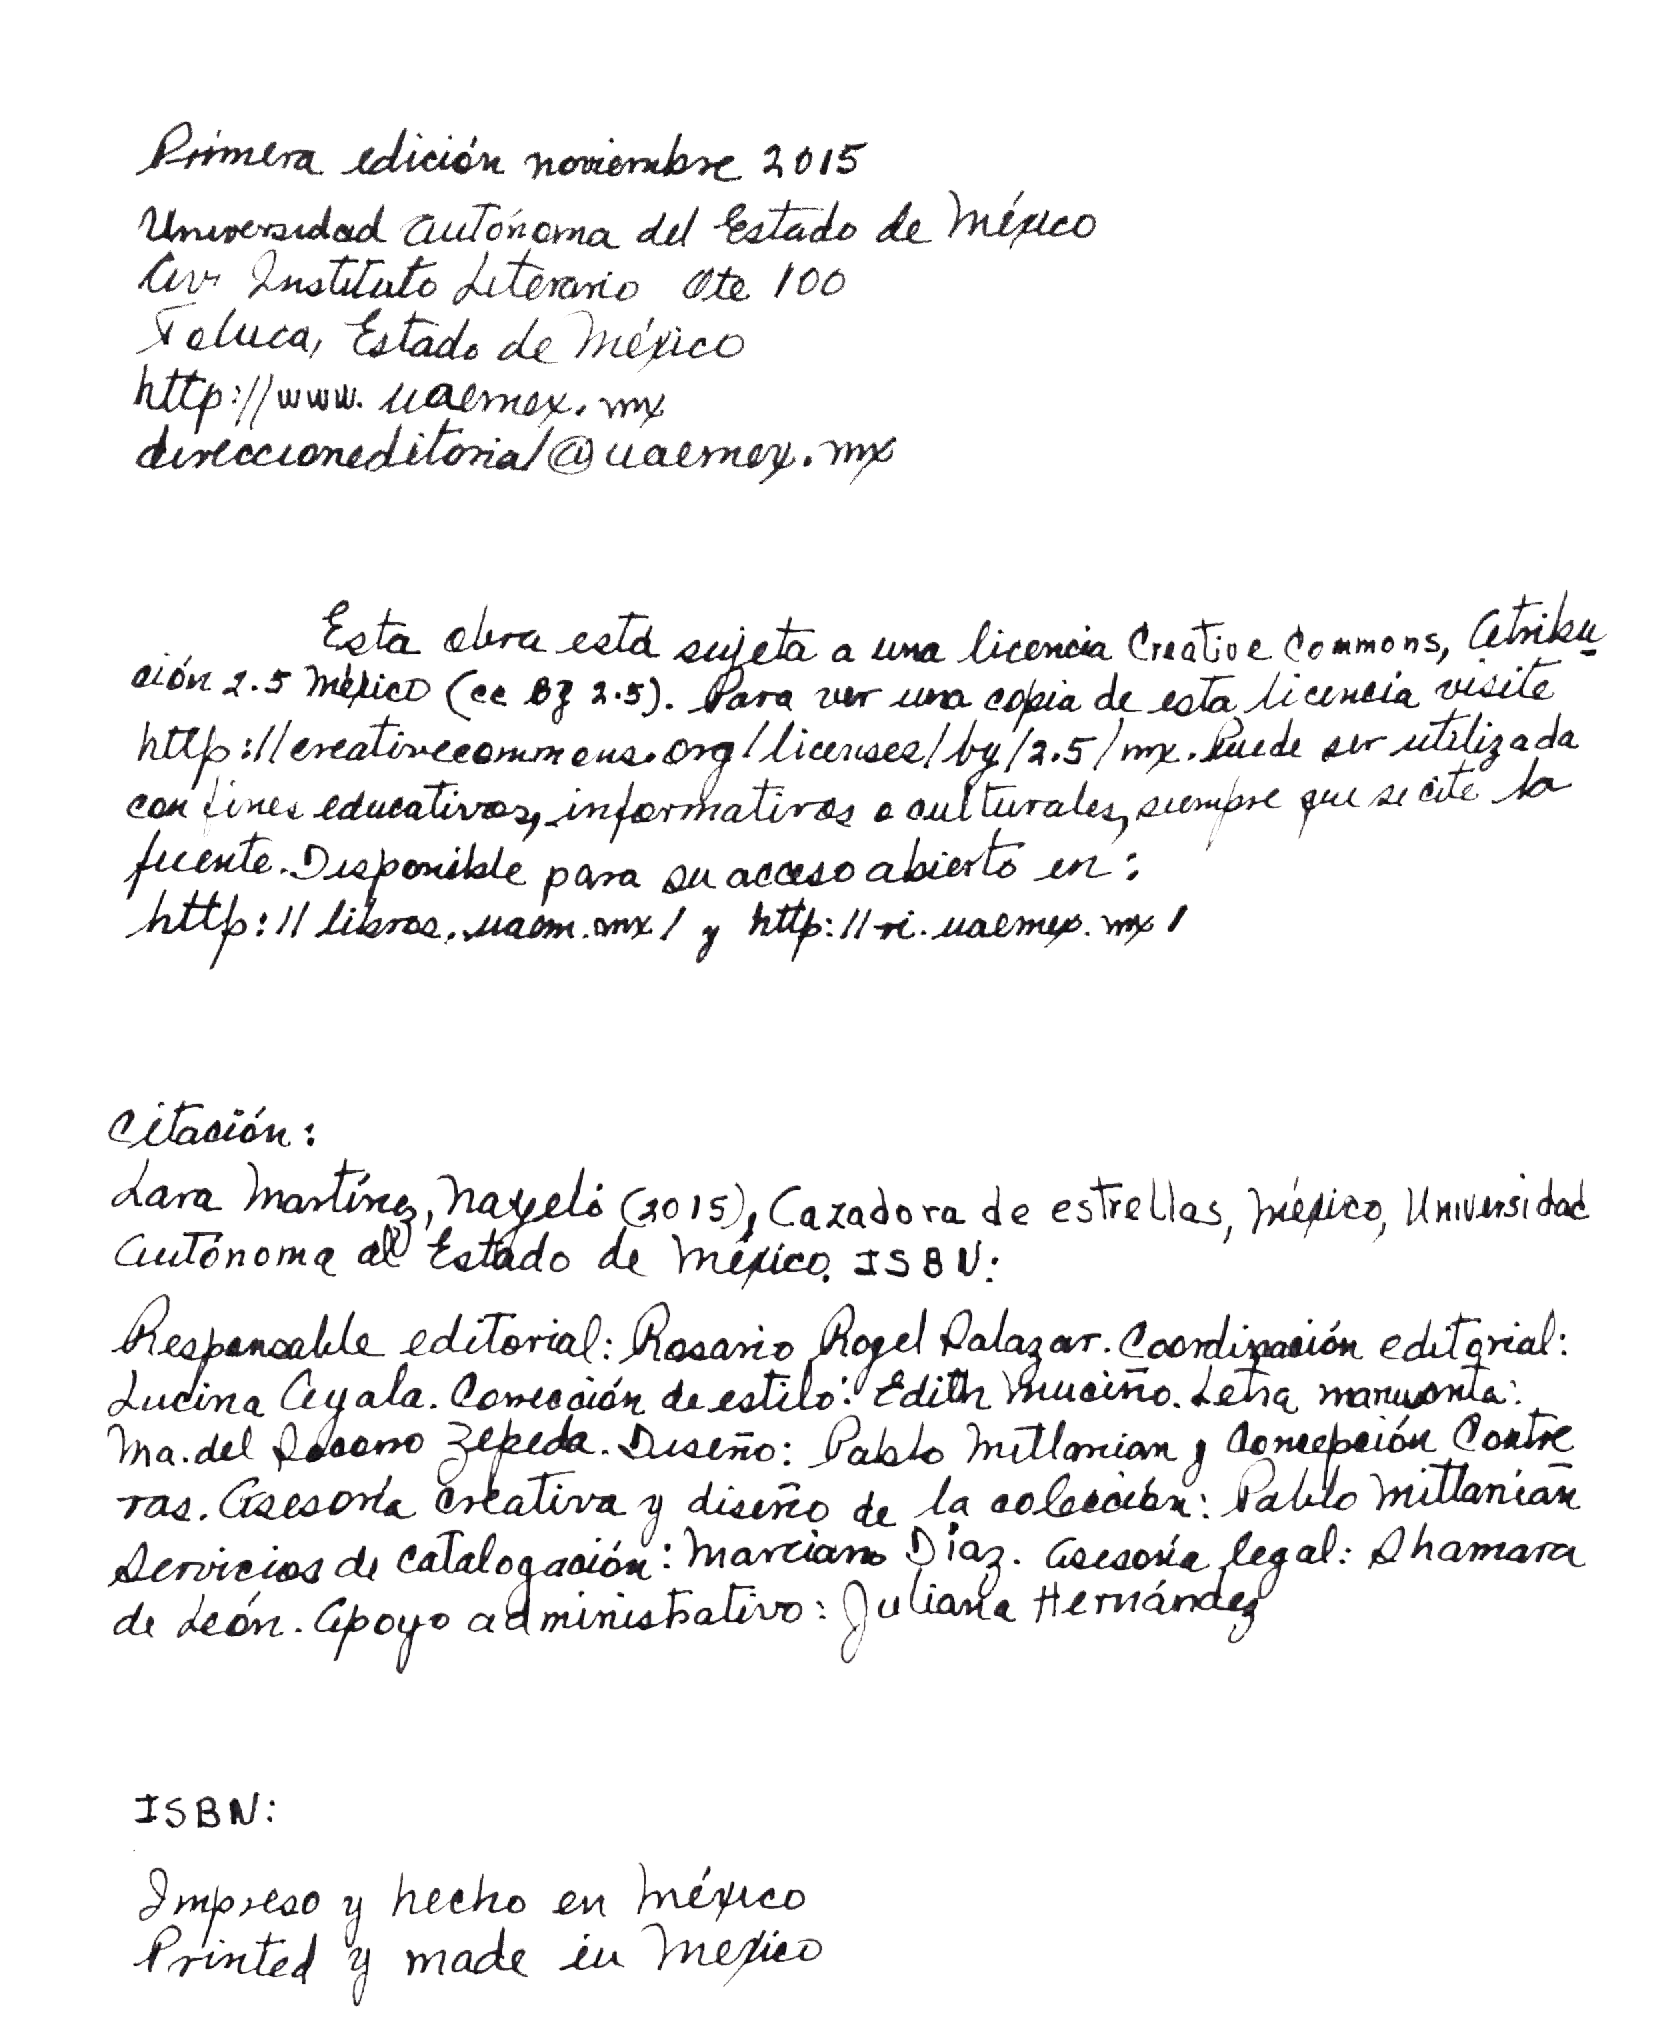 Primera edición noviembre 2015
Universidad Autónoma del Estado de México
Av. Instituto Literario Ote 100
Toluca, Estado de México
http://www.uaemex.mx
direccioneditorial@uaemex.mx
Esta obra está sujeta a una licencia Creative Commons, Atribu
ción 2.5 México (cc By 2.5). Para ver una copia de esta licencia visite
http://creativecommons.org/licenses/by/2.5/mx. Puede ser utilizada
con fines educativos, informativos o culturales, siempre que se cite la
fuente. Disponible para su acceso abierto en:
http://libros.uaem.mx/ y http://ri.uaemex.mx/
Citación:
Lara Martínez, Nayeli (2015), Cazadora de estrellas, México, Universidad
Autónoma del Estado de México. ISBN:
Responsable editorial: Rosario Rogel Salazar. Coordinación editorial:
Lucina Ayala. Corrección de estilo: Edith Muciño. Letra manuscrita:
Ma. del Socorro Zepeda. Diseño: Pablo Mitlanian y Concepción Contre
ras. Asesoría creativa y diseño de la colección: Pablo Mitlanian
Servicios de catalogación: Marciano Díaz. Asesoría legal: Shamara
de León. Apoyo administrativo: Juliana Hernández
ISBN:
Impreso y hecho en México
Printed y made in Mexico